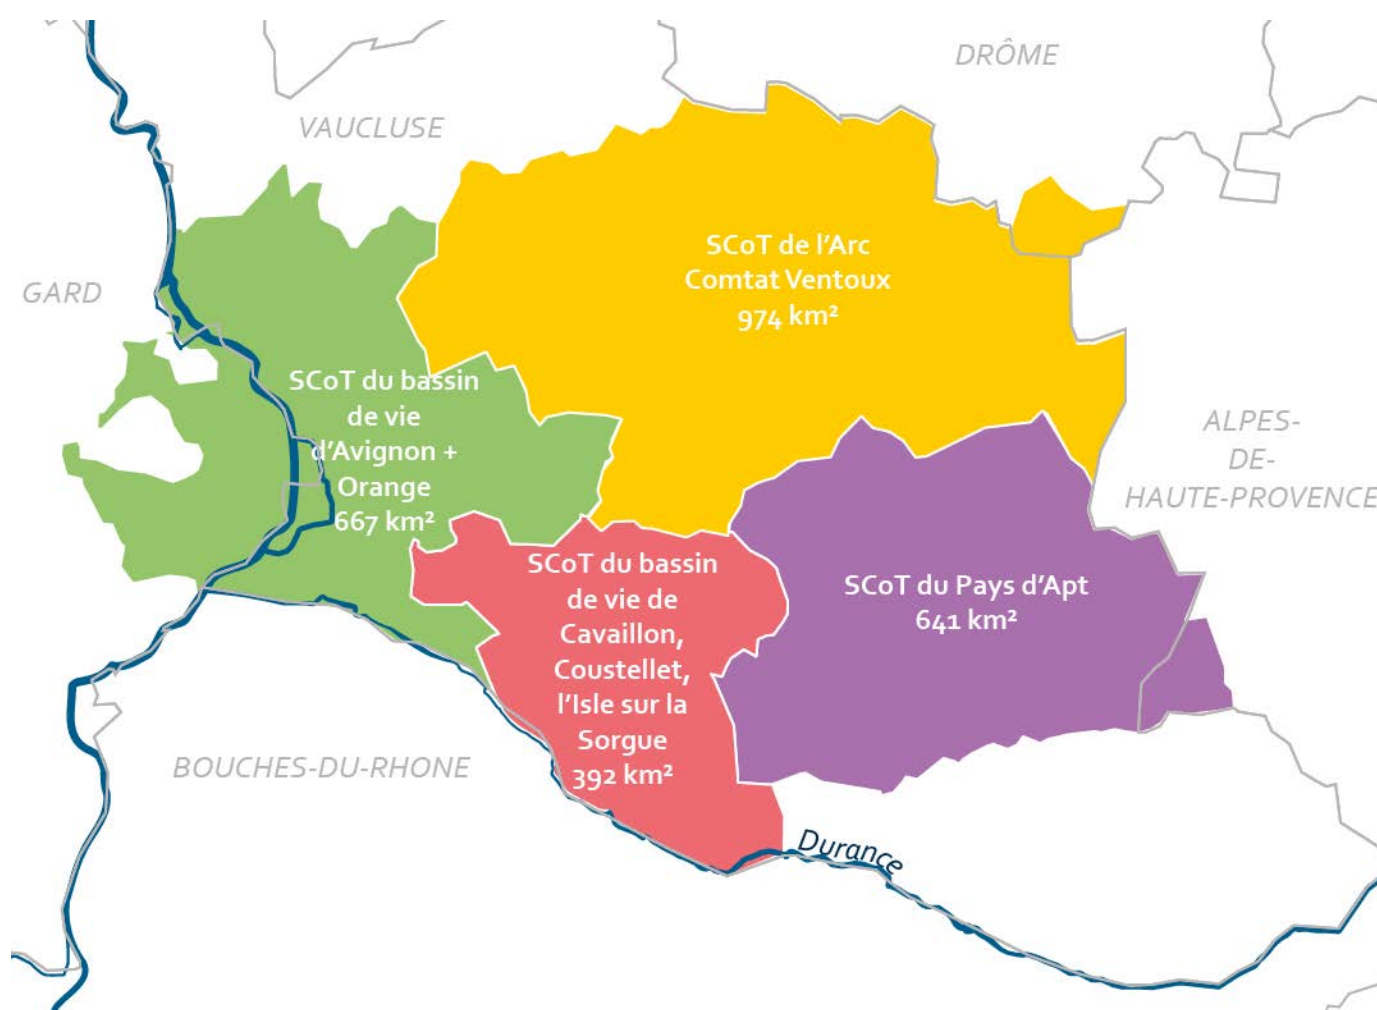 DRÔME
VAUCLUSE
SCoT de l'Arc
Comtat Ventoux
974 km²
GARD
SCoT du bassin
de vie
d'Avignon +
Orange
667 km²
ALPES-
DE-
HAUTE-PROVENCE
SCoT du bassin
de vie de
Cavaillon,
Coustellet,
l'Isle sur la
Sorgue
392 km²
SCoT du Pays d'Apt
641 km²
BOUCHES-DU-RHONE
Durance